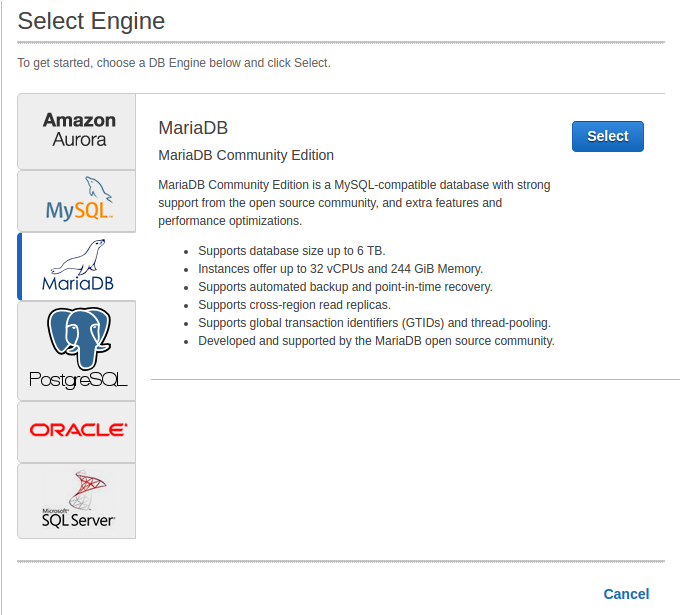 Select Engine
To get started, choose a DB Engine below and click Select.
Amazon
Aurora
MySQL™
MariaDB
PostgreSQL
ORACLE®
Microsoft®
SQL Server®
MariaDB
Select
MariaDB Community Edition
MariaDB Community Edition is a MySQL-compatible database with strong
support from the open source community, and extra features and
performance optimizations.
• Supports database size up to 6 TB.
• Instances offer up to 32 vCPUs and 244 GiB Memory.
• Supports automated backup and point-in-time recovery.
• Supports cross-region read replicas.
• Supports global transaction identifiers (GTIDs) and thread-pooling.
• Developed and supported by the MariaDB open source community.
Cancel